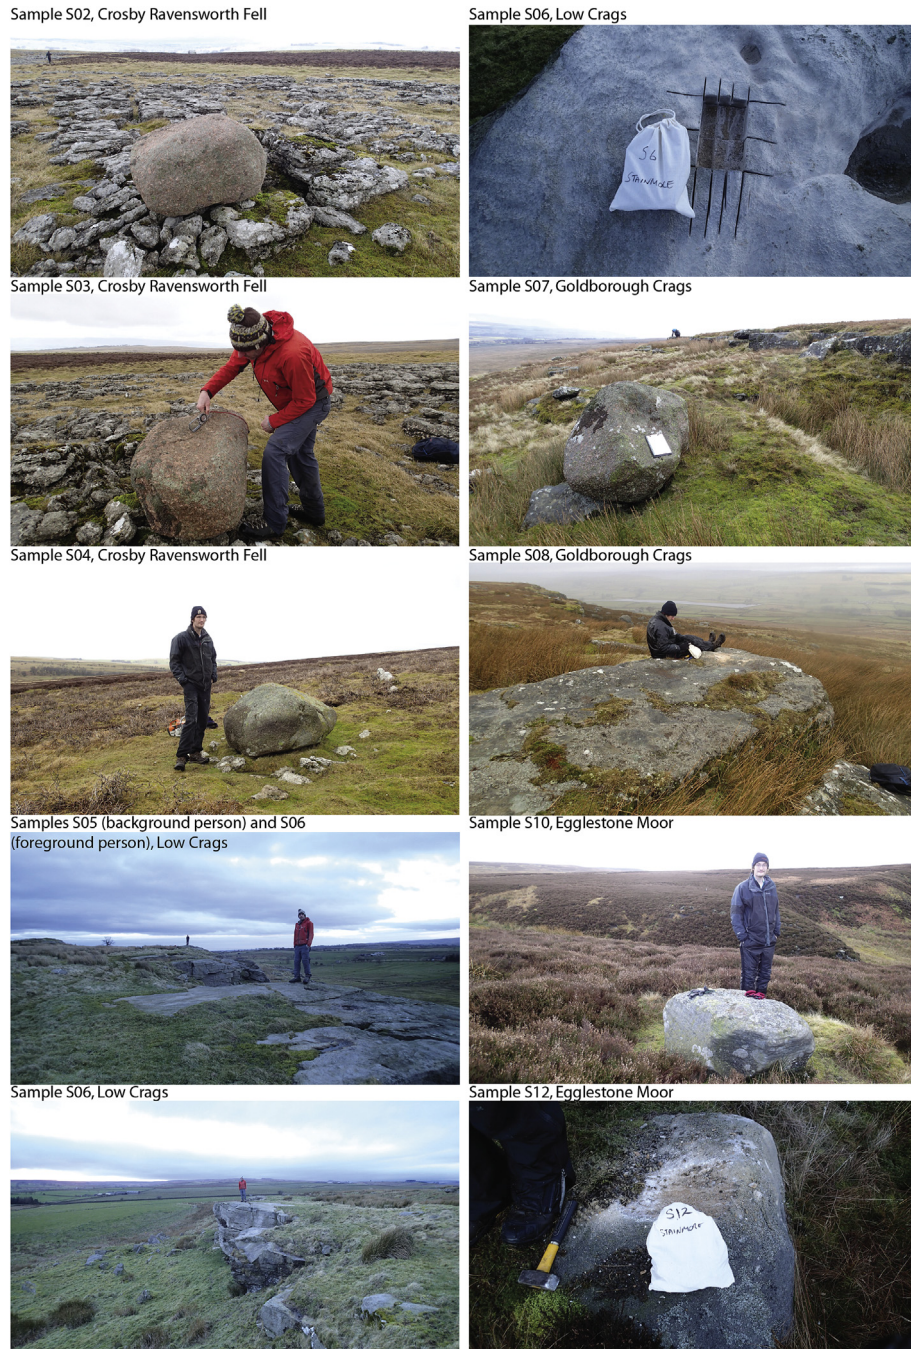 Sample S02, Crosby Ravensworth Fell
Sample S03, Crosby Ravensworth Fell
Sample S04, Crosby Ravensworth Fell
Samples S05 (background person) and S06
(foreground person), Low Crags
Sample S06, Low Crags
Sample S06, Low Crags
S6
STAINMORE
Sample S07, Goldborough Crags
Sample S08, Goldborough Crags
Sample S10, Egglestone Moor
Sample S12, Egglestone Moor
S12
STAINMORE